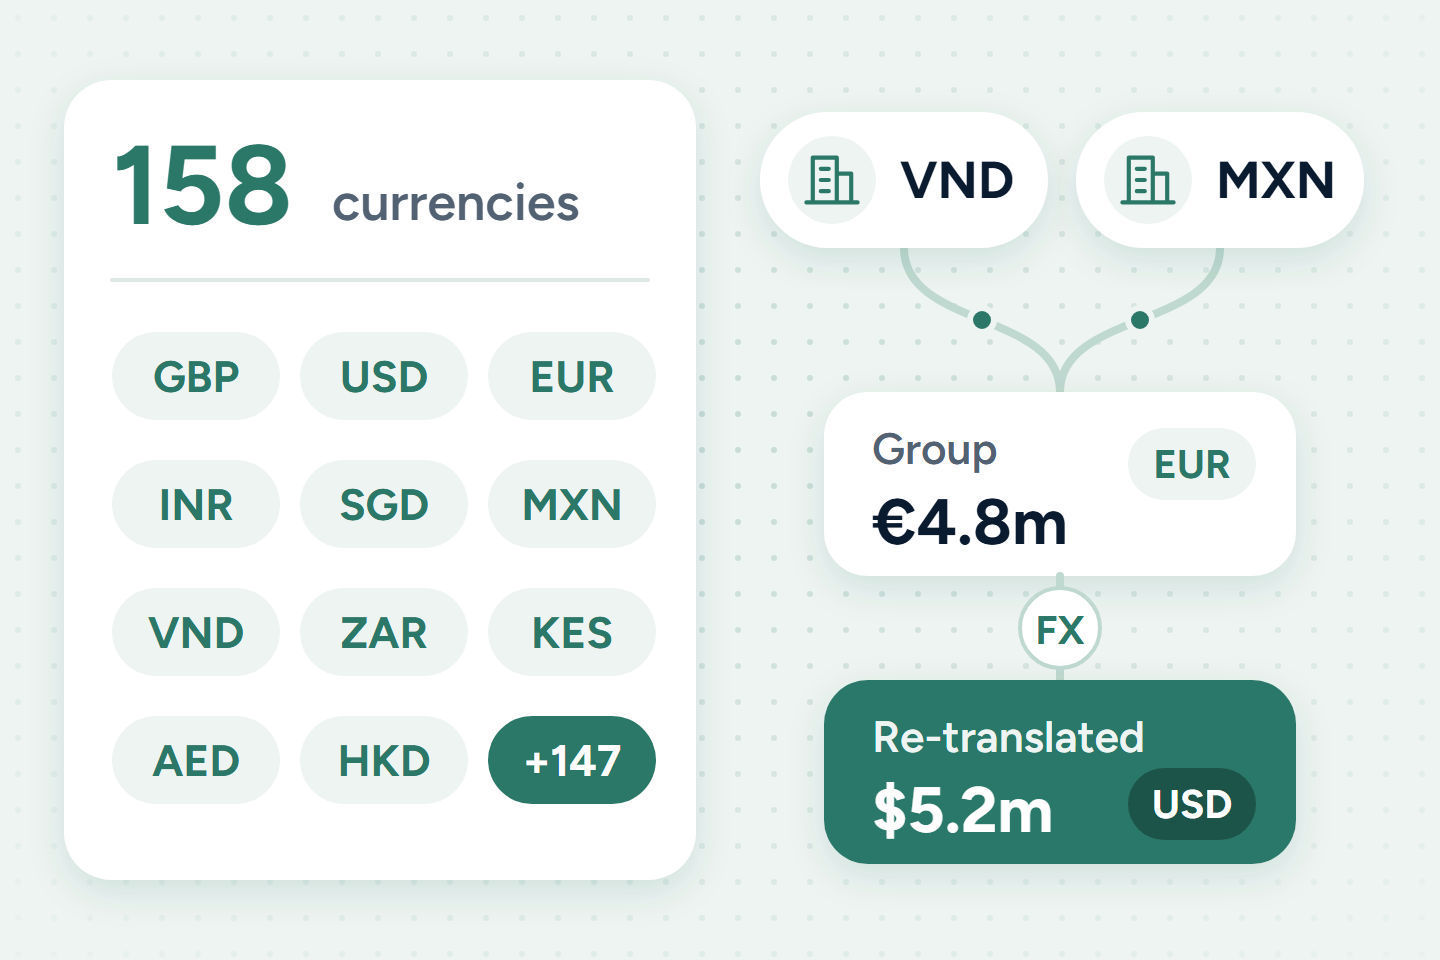 158 currencies
GBP USD EUR
INR SGD MXN
VND ZAR KES
AED HKD +147
VND MXN
Group
EUR
€4.8m
FX
Re-translated
$5.2m
USD